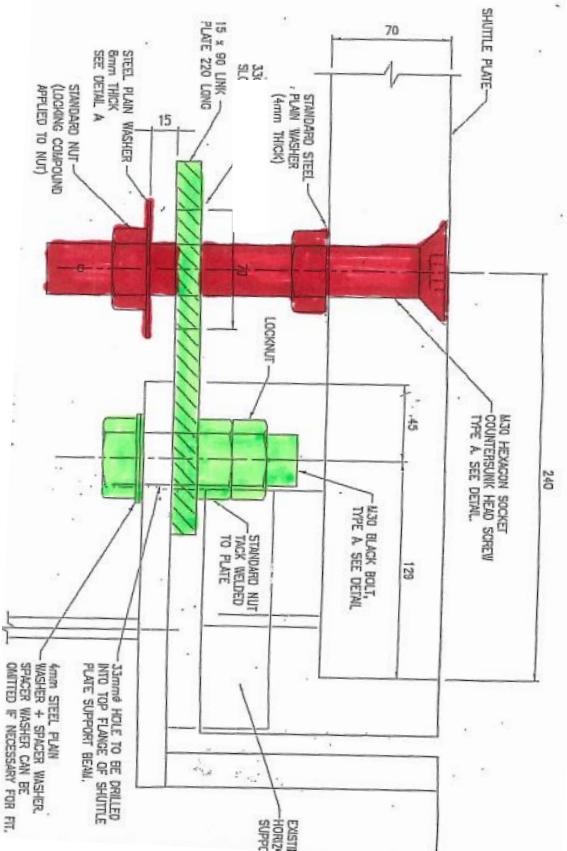 SHUTTLE PLATE
70
240
M30 HEXAGON SOCKET
COUNTERSUNK HEAD SCREW
TYPE A. SEE DETAIL
STANDARD STEEL
PLAIN WASHER
(4mm THICK)
15 x 90 LINK
PLATE 220 LONG
15
STEEL PLAIN WASHER
8mm THICK
SEE DETAIL A
STANDARD NUT
(LOCKING COMPOUND
APPLIED TO NUT)
70
LOCKNUT
45
129
M30 BLACK BOLT,
TYPE A. SEE DETAIL
STANDARD NUT
TACK WELDED
TO PLATE
33mmø HOLE TO BE DRILLED
INTO TOP FLANGE OF SHUTTLE
PLATE SUPPORT BEAM.
4mm STEEL PLAIN
WASHER + SPACER WASHER.
SPACER WASHER CAN BE
OMITTED IF NECESSARY FOR FIT.